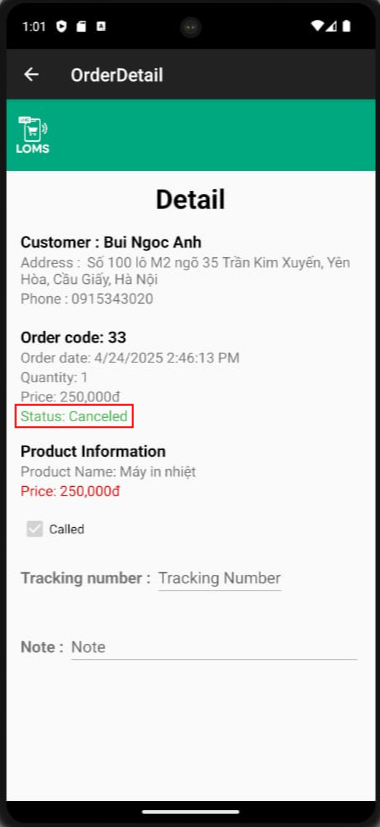 1:01
OrderDetail
LOMS
Detail
Customer : Bui Ngoc Anh
Address : Số 100 lô M2 ngõ 35 Trần Kim Xuyến, Yên
Hòa, Cầu Giấy, Hà Nội
Phone : 0915343020
Order code: 33
Order date: 4/24/2025 2:46:13 PM
Quantity: 1
Price: 250,000đ
Status: Canceled
Product Information
Product Name: Máy in nhiệt
Price: 250,000đ
Called
Tracking number : Tracking Number
Note : Note